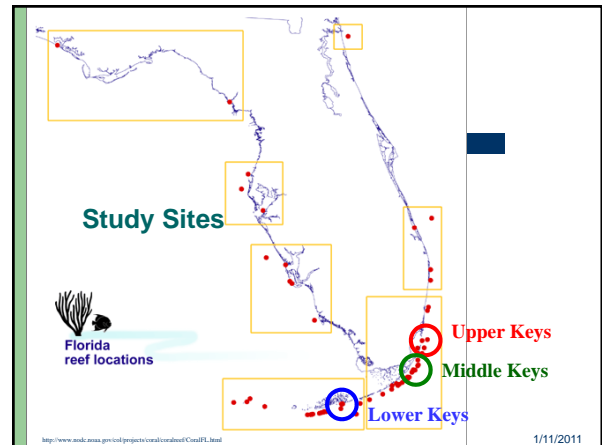 Study Sites
Florida
reef locations
Upper Keys
Middle Keys
Lower Keys
http://www.nodc.noaa.gov/col/projects/coral/coralreef/CoralFL.html
1/11/2011